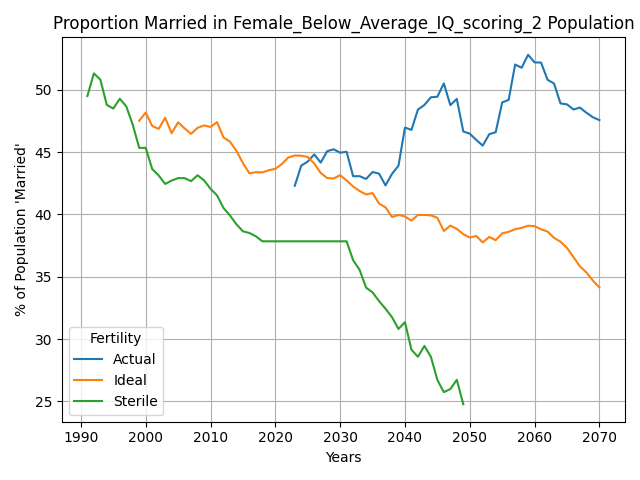 Proportion Married in Female_Below_Average_IQ_scoring_2 Population
% of Population 'Married'
50
45
40
35
30
25
Fertility
Actual
Ideal
Sterile
1990 2000 2010 2020 2030 2040 2050 2060 2070
Years